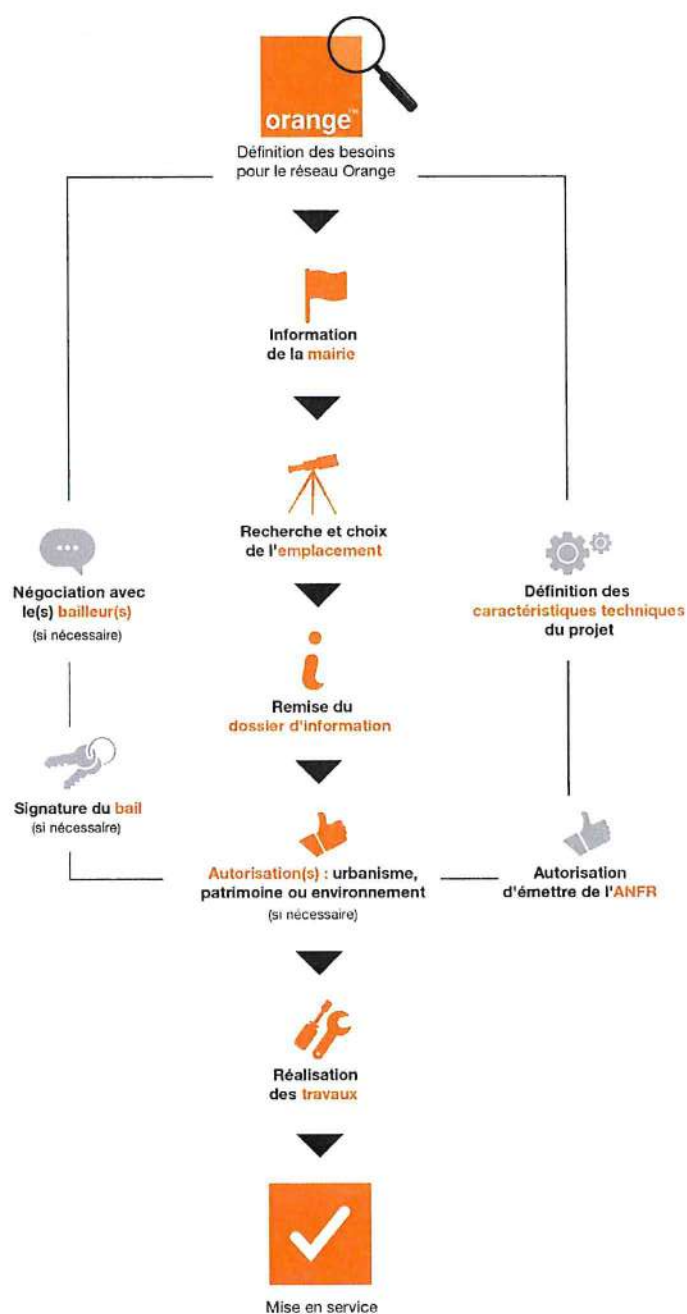 orange™
Définition des besoins
pour le réseau Orange
Information
de la mairie
Recherche et choix
de l'emplacement
Négociation avec
le(s) bailleur(s)
(si nécessaire)
Définition des
caractéristiques techniques
du projet
Remise du
dossier d'information
Signature du bail
(si nécessaire)
Autorisation(s) : urbanisme,
patrimoine ou environnement
(si nécessaire)
Autorisation
d'émettre de l'ANFR
Réalisation
des travaux
Mise en service